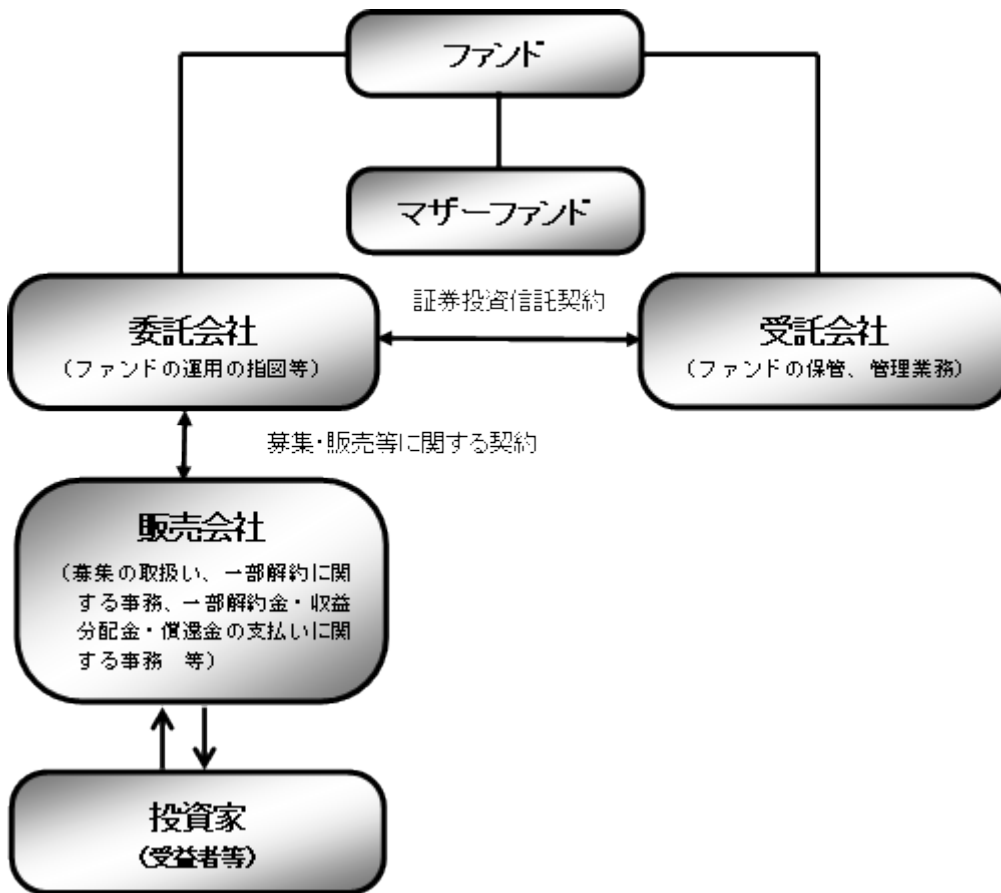 ファンド
マザーファンド
証券投資信託契約
委託会社
（ファンドの運用の指図等）
受託会社
（ファンドの保管、管理業務）
募集・販売等に関する契約
販売会社
（募集の取扱い、一部解約に関
する事務、一部解約金・収益
分配金・償還金の支払いに関
する事務　等）
投資家
（受益者等）